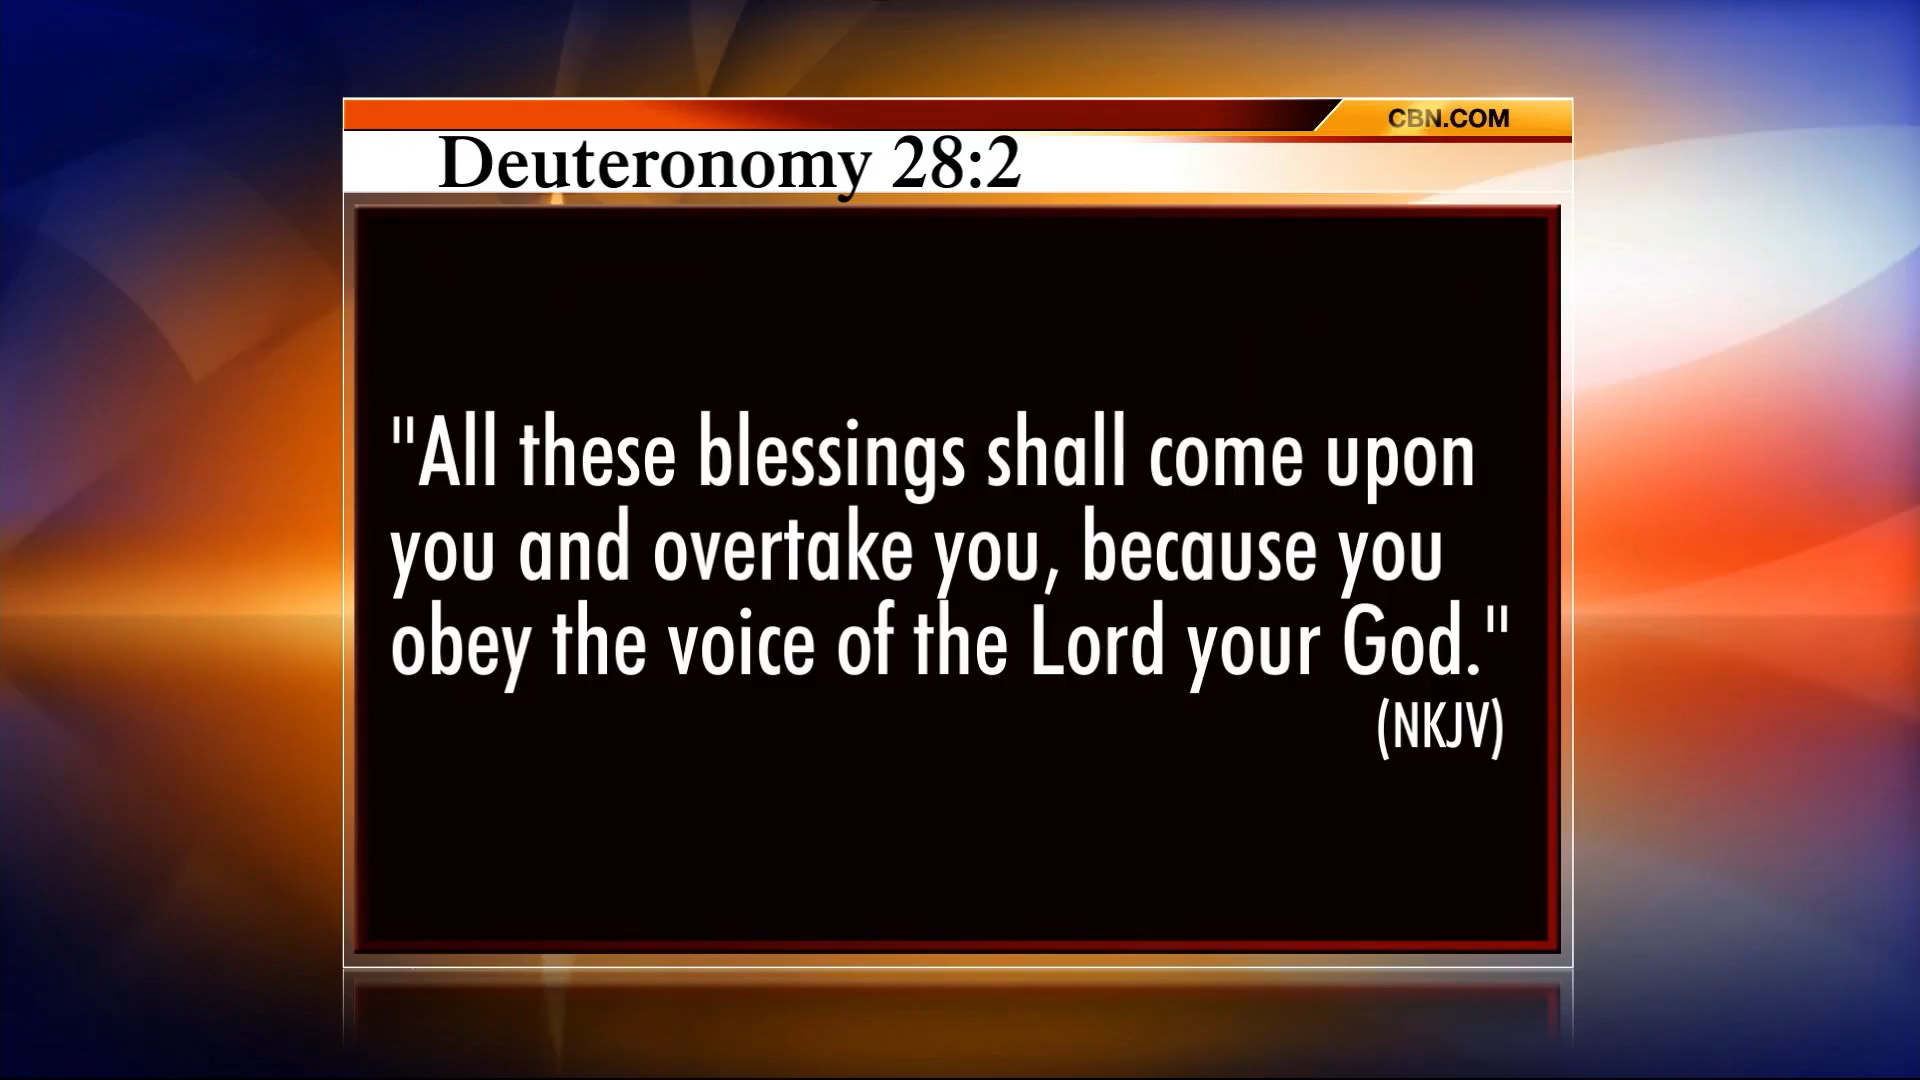 CBN.COM
Deuteronomy 28:2
"All these blessings shall come upon
you and overtake you, because you
obey the voice of the Lord your God."
(NKJV)